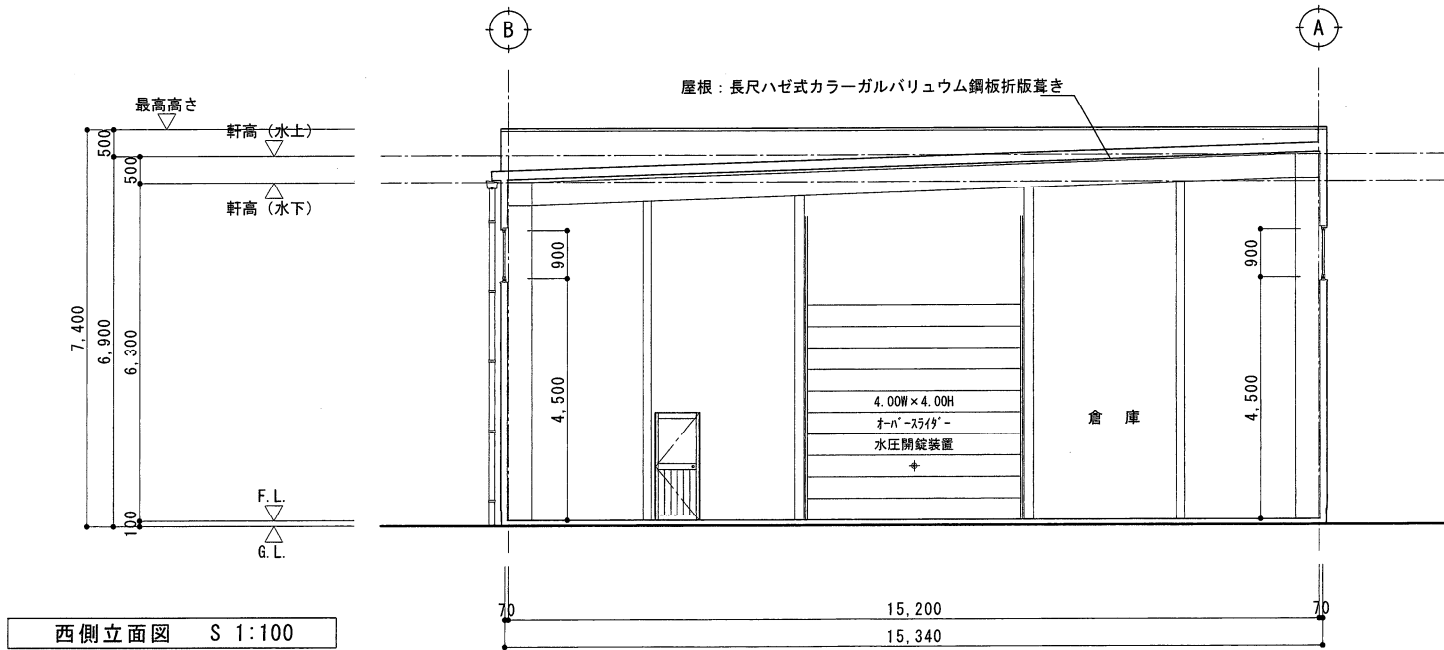 B
A
屋根：長尺ハゼ式カラーガルバリュウム鋼板折版葺き
最高高さ
軒高（水上）
500
500
軒高（水下）
900
900
7,400
6,900
6,300
4,500
4,500
4.00W×4.00H
ｵｰﾊﾞｰｽﾗｲﾀﾞｰ
水圧開錠装置
倉庫
F.L.
100
G.L.
70
15,200
70
15,340
西側立面図 S 1:100